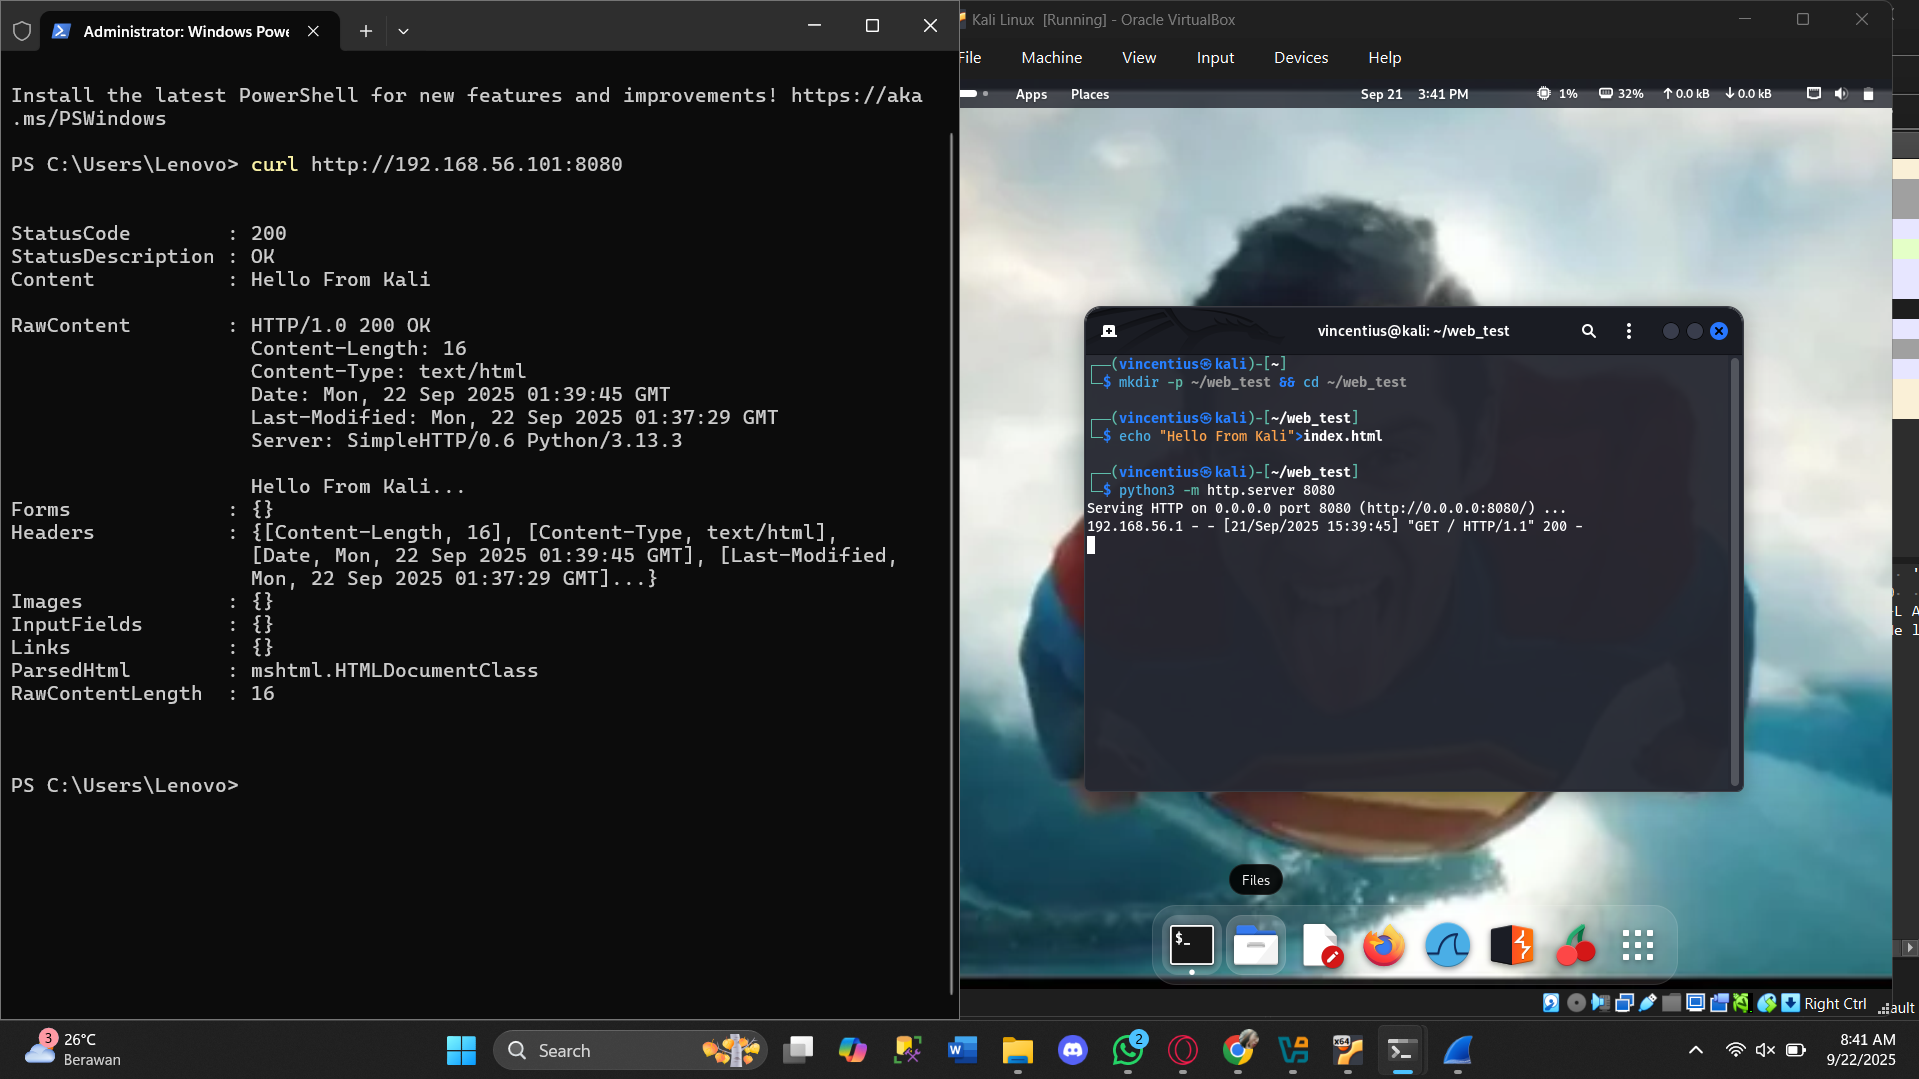 Administrator: Windows Powe
Install the latest PowerShell for new features and improvements! https://aka
.ms/PSWindows
PS C:\Users\Lenovo> curl http://192.168.56.101:8080
StatusCode : 200
StatusDescription : OK
Content : Hello From Kali
RawContent : HTTP/1.0 200 OK
Content-Length: 16
Content-Type: text/html
Date: Mon, 22 Sep 2025 01:39:45 GMT
Last-Modified: Mon, 22 Sep 2025 01:37:29 GMT
Server: SimpleHTTP/0.6 Python/3.13.3
Hello From Kali...
Forms : {}
Headers : {[Content-Length, 16], [Content-Type, text/html],
[Date, Mon, 22 Sep 2025 01:39:45 GMT], [Last-Modified,
Mon, 22 Sep 2025 01:37:29 GMT]...}
Images : {}
InputFields : {}
Links : {}
ParsedHtml : mshtml.HTMLDocumentClass
RawContentLength : 16
PS C:\Users\Lenovo>
Kali Linux [Running] - Oracle VirtualBox
File Machine View Input Devices Help
Apps Places Sep 21 3:41 PM 1% 32% ↑0.0 kB ↓0.0 kB
vincentius@kali: ~/web_test
┌──(vincentius㉿kali)-[~]
└─$ mkdir -p ~/web_test && cd ~/web_test
┌──(vincentius㉿kali)-[~/web_test]
└─$ echo "Hello From Kali">index.html
┌──(vincentius㉿kali)-[~/web_test]
└─$ python3 -m http.server 8080
Serving HTTP on 0.0.0.0 port 8080 (http://0.0.0.0:8080/) ...
192.168.56.1 - - [21/Sep/2025 15:39:45] "GET / HTTP/1.1" 200 -
Files
Right Ctrl
ault
3
26°C
Berawan
Search
2
8:41 AM
9/22/2025